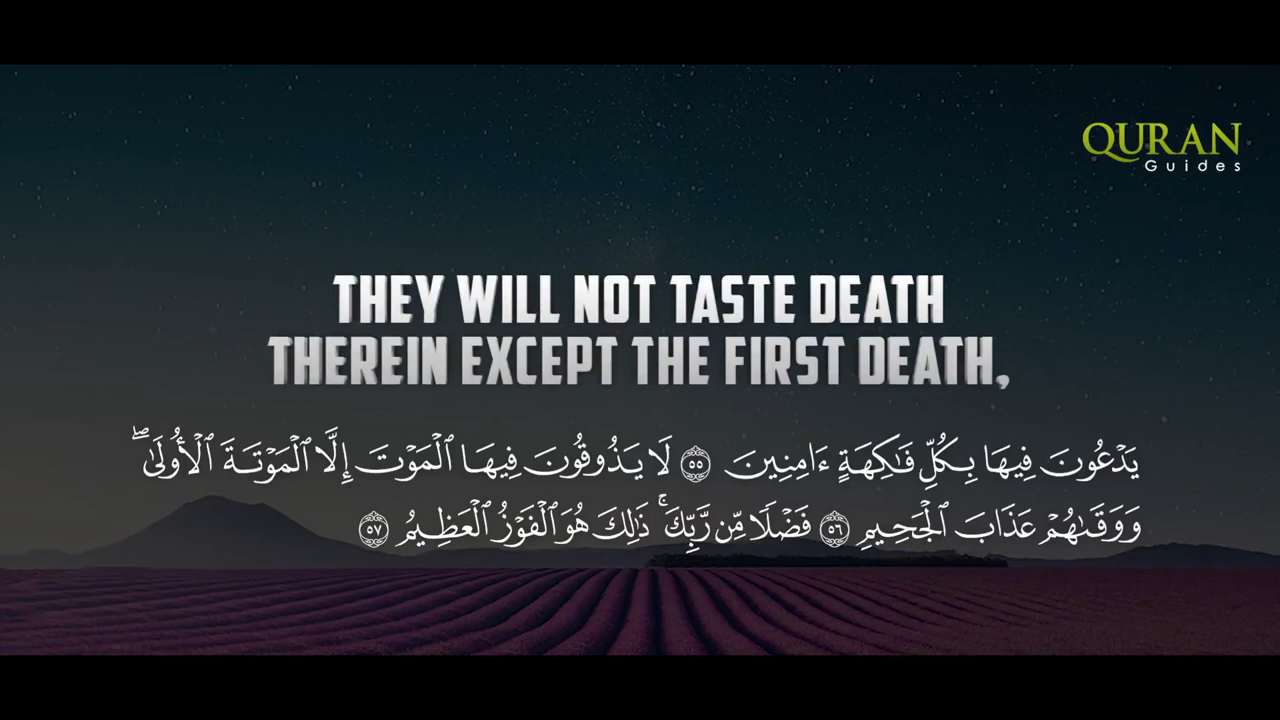 QURAN
Guides
THEY WILL NOT TASTE DEATH
THEREIN EXCEPT THE FIRST DEATH,
يَدْعُونَ فِيهَا بِكُلِّ فَٰكِهَةٍ ءَامِنِينَ ۝٥٥ لَا يَذُوقُونَ فِيهَا ٱلْمَوْتَ إِلَّا ٱلْمَوْتَةَ ٱلْأُولَىٰ ۖ
وَوَقَىٰهُمْ عَذَابَ ٱلْجَحِيمِ ۝٥٦ فَضْلًا مِّن رَّبِّكَ ۚ ذَٰلِكَ هُوَ ٱلْفَوْزُ ٱلْعَظِيمُ ۝٥٧